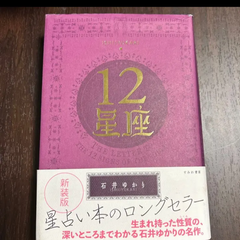 12
星座
石井ゆかり
新装版
星占い本のロングセラー
生まれ持った性質の、
深いところまでわかる石井ゆかりの名作。